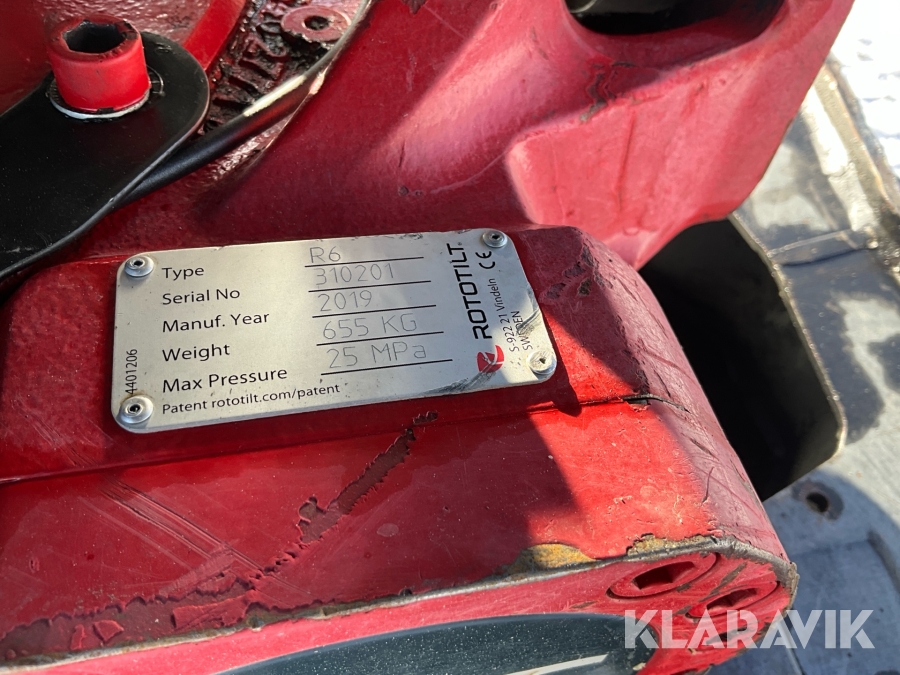 Type R6
Serial No 310201
Manuf. Year 2019
Weight 655 KG
Max Pressure 25 MPa
Patent rototilt.com/patent
4401206
ROTOTILT®
CE
S-922 21 Vindeln
SWEDEN
KLARAVIK